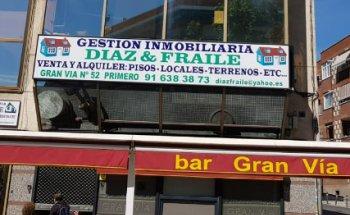 GESTION INMOBILIARIA
DIAZ & FRAILE
VENTA Y ALQUILER: PISOS - LOCALES - TERRENOS - ETC...
GRAN VIA Nº 52 PRIMERO 91 638 38 73 diazfraile@yahoo.es
bar Gran Vía